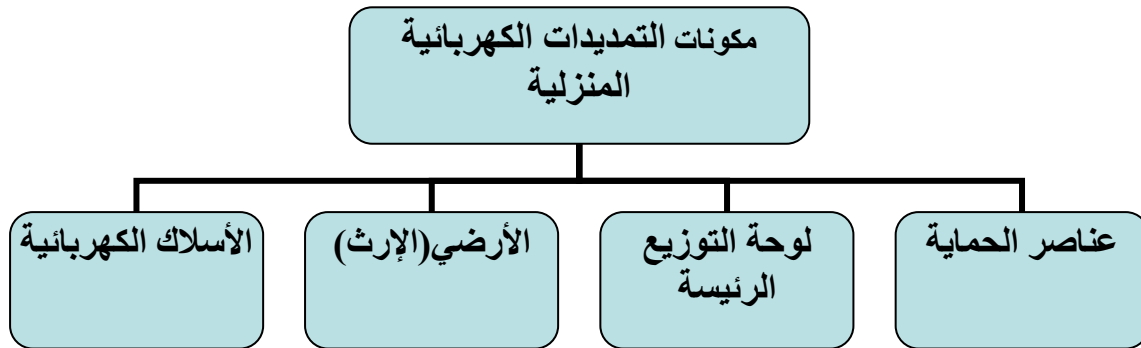 مكونات التمديدات الكهربائية
المنزلية
عناصر الحماية
لوحة التوزيع
الرئيسة
الأرضي(الإرث)
الأسلاك الكهربائية